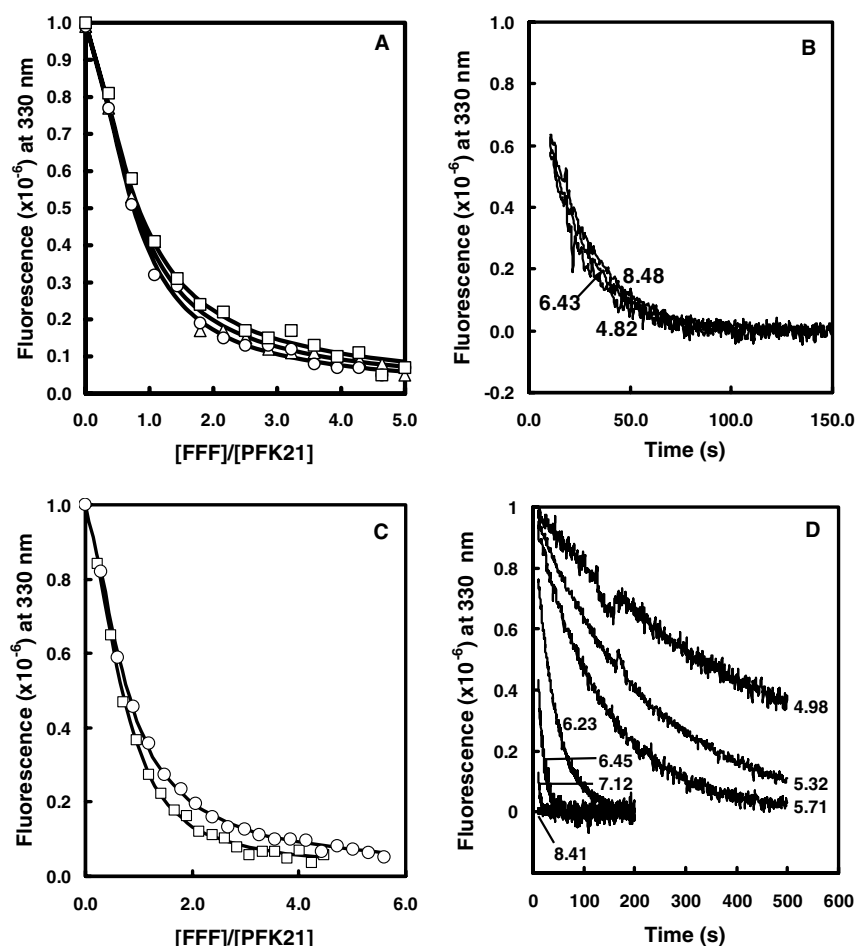 A
Fluorescence (x10⁻⁶) at 330 nm
1.0
0.9
0.8
0.7
0.6
0.5
0.4
0.3
0.2
0.1
0.0
0.0 1.0 2.0 3.0 4.0 5.0
[FFF]/[PFK21]
B
Fluorescence (x10⁻⁶) at 330 nm
1.0
0.8
0.6
0.4
0.2
0.0
-0.2
8.48
6.43
4.82
0.0 50.0 100.0 150.0
Time (s)
C
Fluorescence (x10⁻⁶) at 330 nm
1.0
0.8
0.6
0.4
0.2
0.0
0.0 2.0 4.0 6.0
[FFF]/[PFK21]
D
Fluorescence (x10⁻⁶) at 330 nm
1
0.8
0.6
0.4
0.2
0
4.98
6.23
6.45
7.12
5.32
5.71
8.41
0 100 200 300 400 500 600
Time (s)